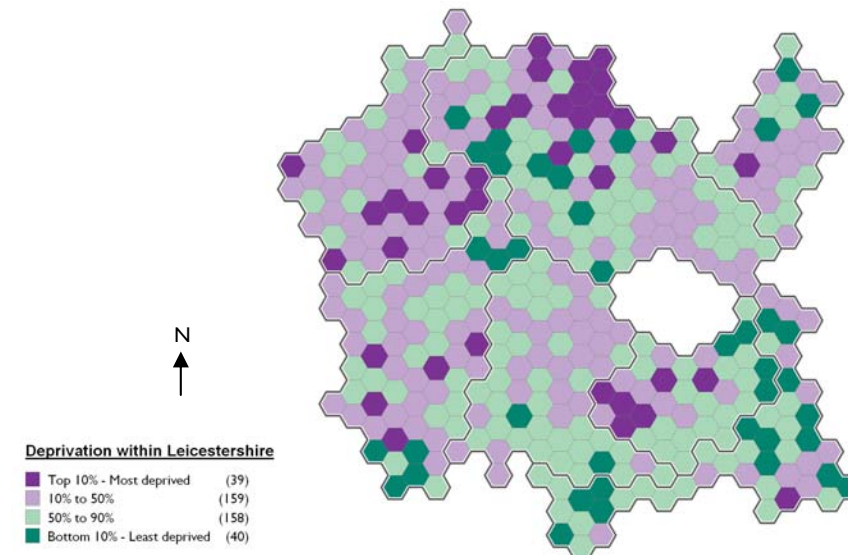 N
Deprivation within Leicestershire
Top 10% - Most deprived (39)
10% to 50% (159)
50% to 90% (158)
Bottom 10% - Least deprived (40)